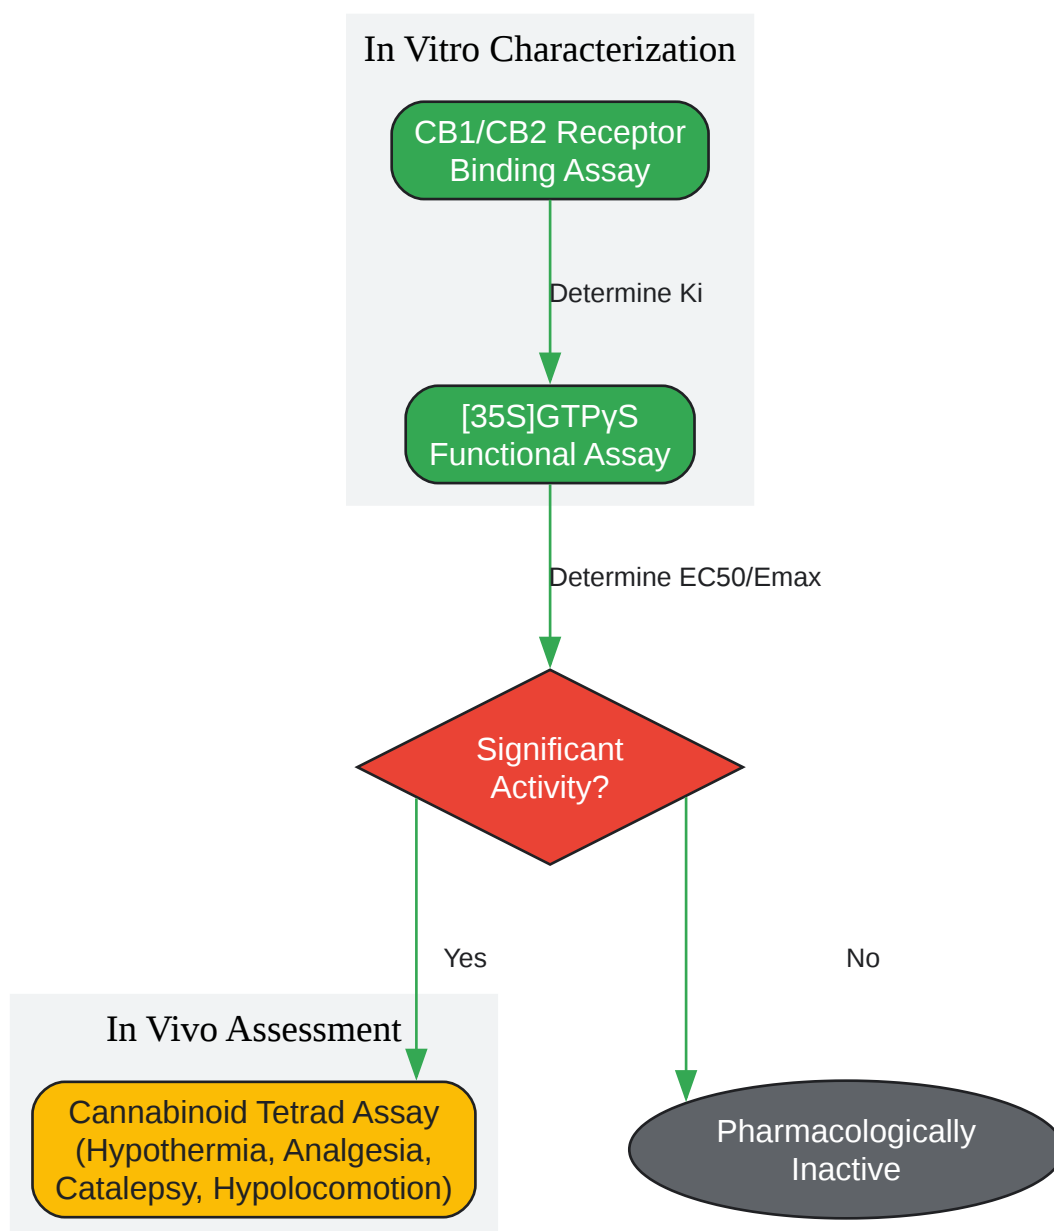 In Vitro Characterization
CB1/CB2 Receptor
Binding Assay
Determine Ki
[35S]GTPγS
Functional Assay
Determine EC50/Emax
Significant
Activity?
Yes
No
In Vivo Assessment
Cannabinoid Tetrad Assay
(Hypothermia, Analgesia,
Catalepsy, Hypolocomotion)
Pharmacologically
Inactive